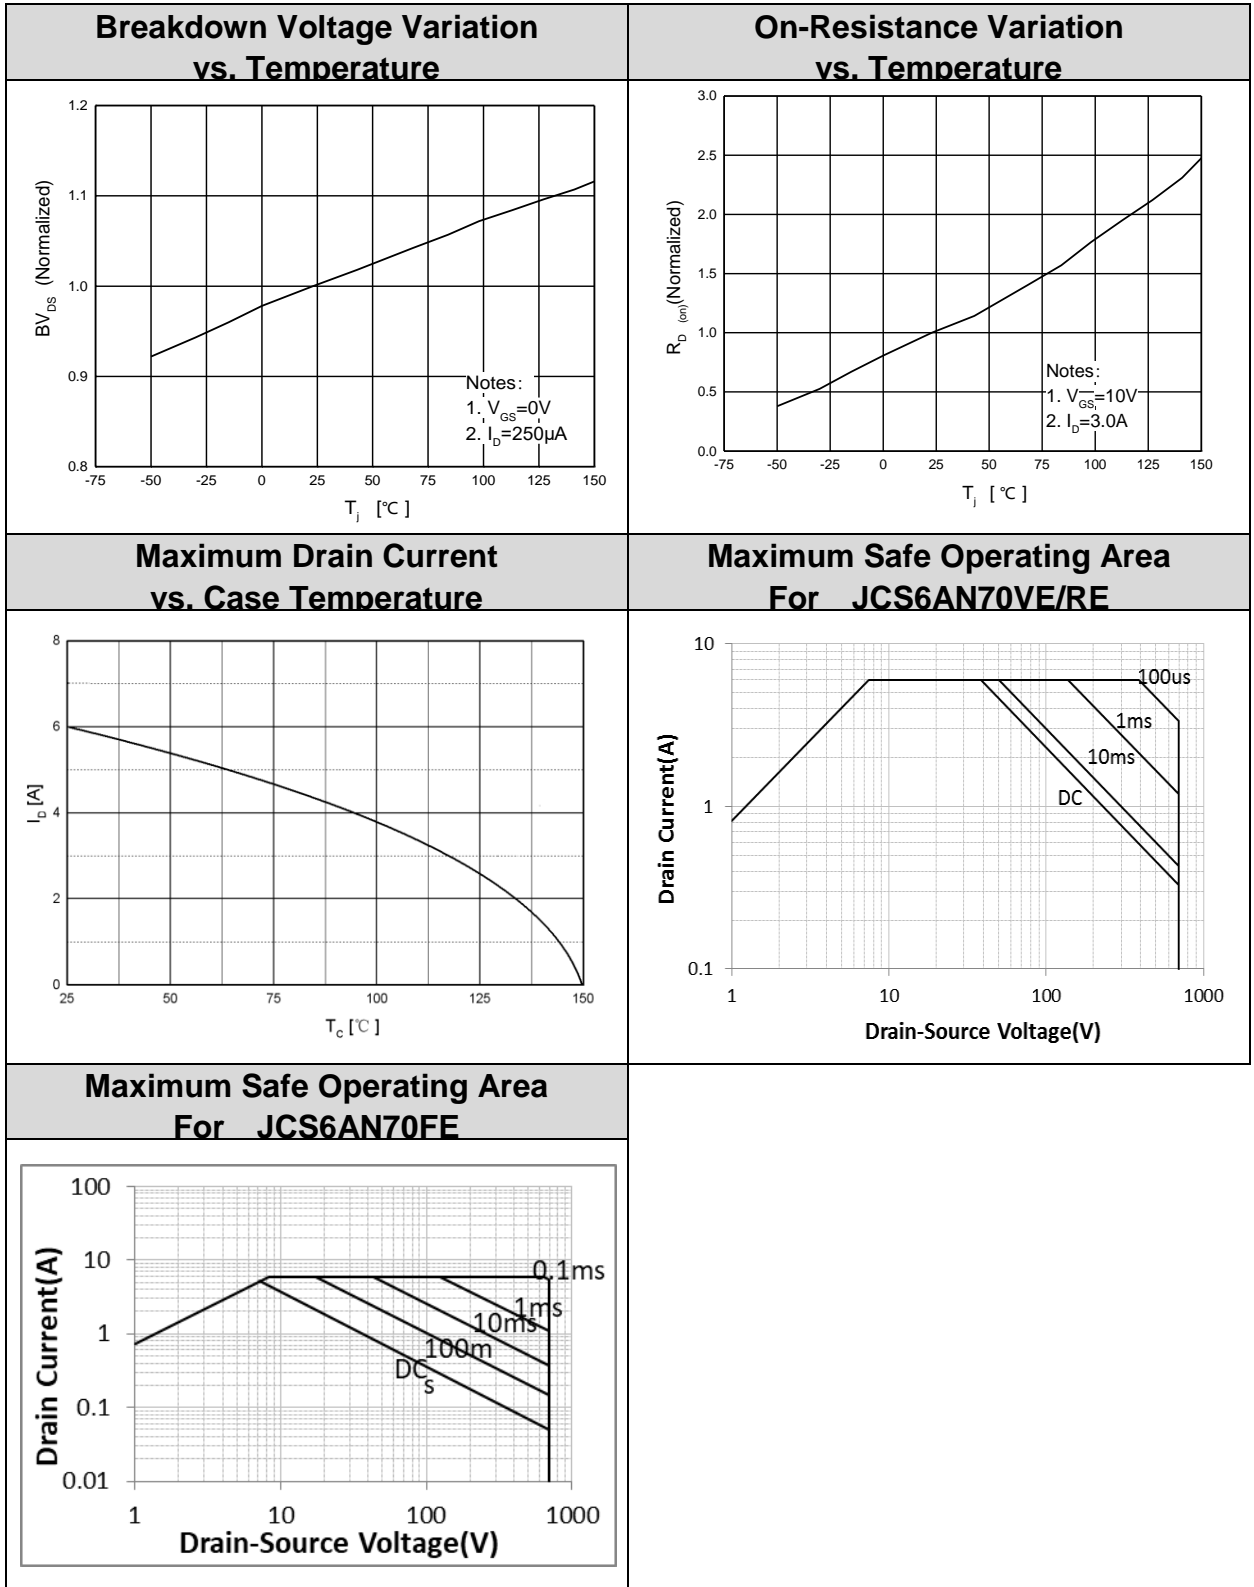 Breakdown Voltage Variation
vs. Temperature
On-Resistance Variation
vs. Temperature
1.2
1.1
1.0
0.9
0.8
BVDS (Normalized)
Notes:
1. VGS=0V
2. ID=250μA
-75 -50 -25 0 25 50 75 100 125 150
Tj [℃]
3.0
2.5
2.0
1.5
1.0
0.5
0.0
RD (on)(Normalized)
Notes:
1. VGS=10V
2. ID=3.0A
-75 -50 -25 0 25 50 75 100 125 150
Tj [℃]
Maximum Drain Current
vs. Case Temperature
Maximum Safe Operating Area
For JCS6AN70VE/RE
8
6
4
2
0
ID [A]
25 50 75 100 125 150
Tc [℃]
10
1
0.1
Drain Current(A)
100us
1ms
10ms
DC
1 10 100 1000
Drain-Source Voltage(V)
Maximum Safe Operating Area
For JCS6AN70FE
100
10
1
0.1
0.01
Drain Current(A)
0.1ms
1ms
10ms
100m
s
DC
1 10 100 1000
Drain-Source Voltage(V)